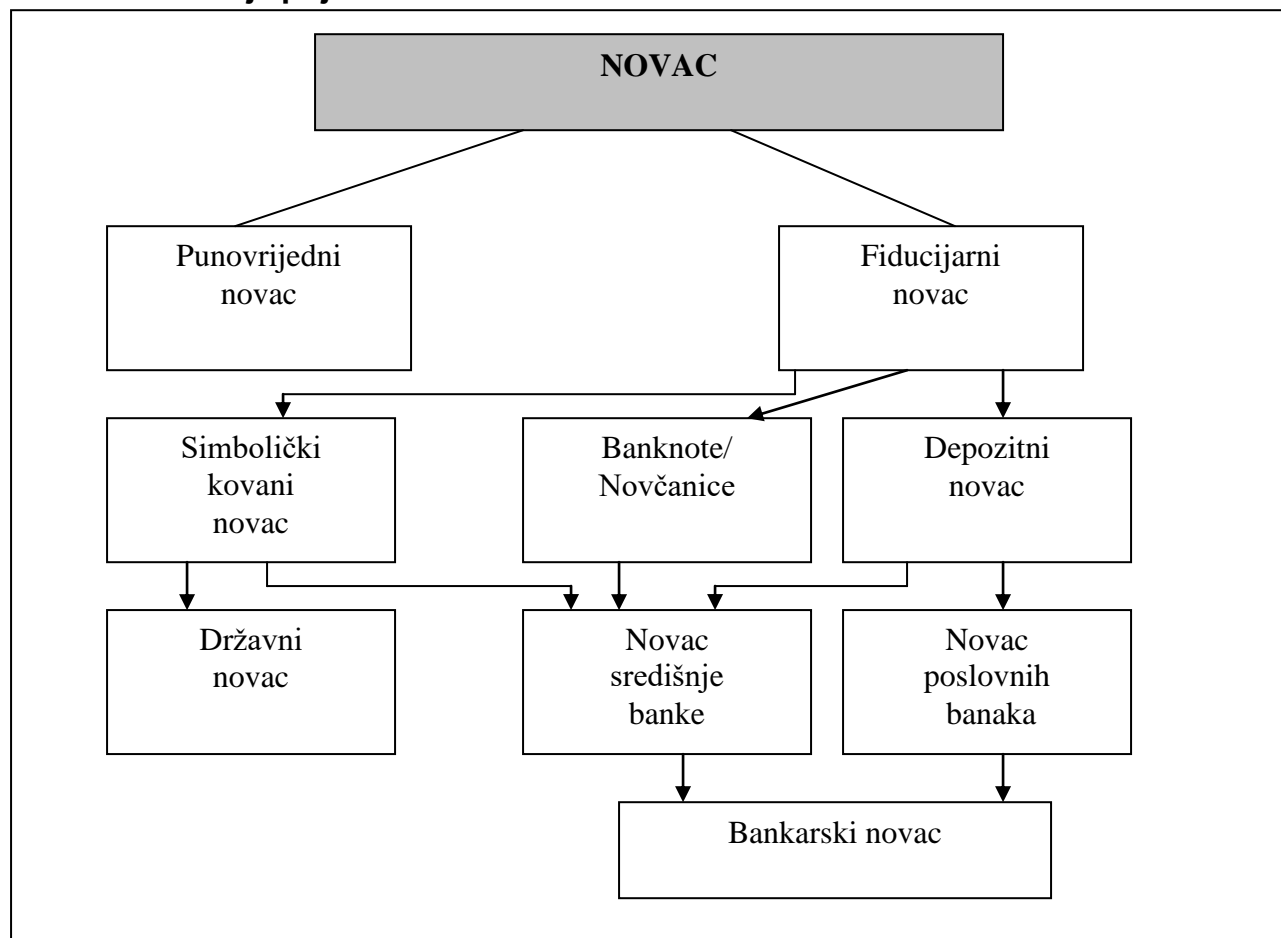 NOVAC
Punovrijedni
novac
Fiducijarni
novac
Simbolički
kovani
novac
Banknote/
Novčanice
Depozitni
novac
Državni
novac
Novac
središnje
banke
Novac
poslovnih
banaka
Bankarski novac